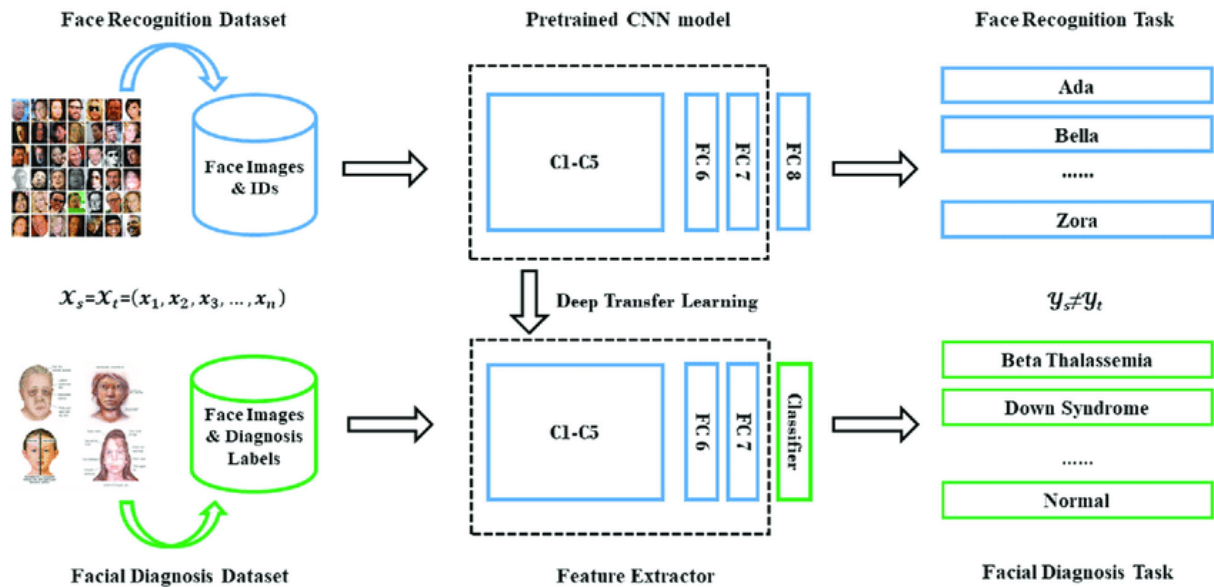 Face Recognition Dataset
Pretrained CNN model
Face Recognition Task
Face Images
& IDs
C1-C5
FC 6
FC 7
FC 8
Ada
Bella
......
Zora
𝒳ₛ=𝒳ₜ=(𝒙₁, 𝒙₂, 𝒙₃, ..., 𝒙ₙ)
Deep Transfer Learning
𝒴ₛ≠𝒴ₜ
Face Images
& Diagnosis
Labels
C1-C5
FC 6
FC 7
Classifier
Beta Thalassemia
Down Syndrome
......
Normal
Facial Diagnosis Dataset
Feature Extractor
Facial Diagnosis Task